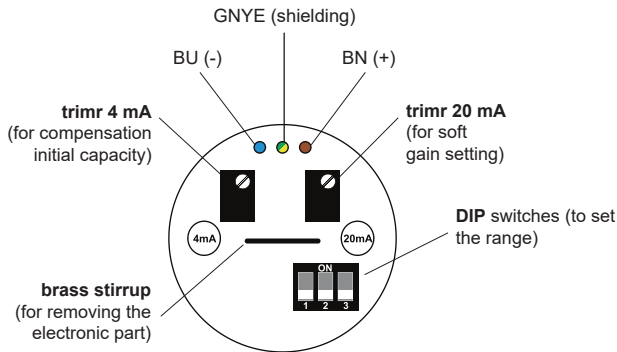 GNYE (shielding)
BU (-)
BN (+)
trimr 4 mA
(for compensation
initial capacity)
trimr 20 mA
(for soft
gain setting)
4mA
20mA
DIP switches (to set
the range)
ON
1 2 3
brass stirrup
(for removing the
electronic part)